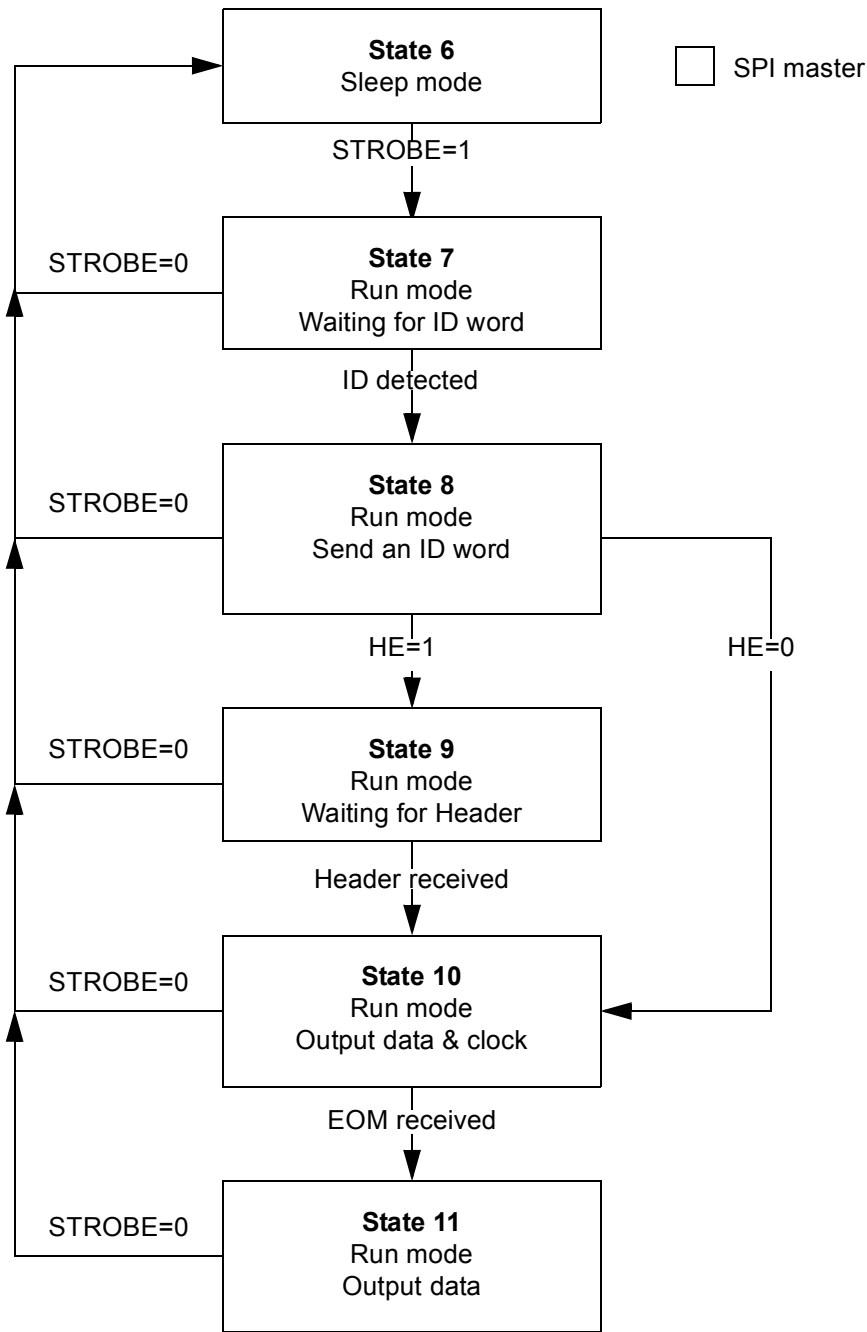 State 6
Sleep mode
SPI master
STROBE=1
STROBE=0
State 7
Run mode
Waiting for ID word
ID detected
STROBE=0
State 8
Run mode
Send an ID word
HE=1
HE=0
STROBE=0
State 9
Run mode
Waiting for Header
Header received
STROBE=0
State 10
Run mode
Output data & clock
EOM received
STROBE=0
State 11
Run mode
Output data